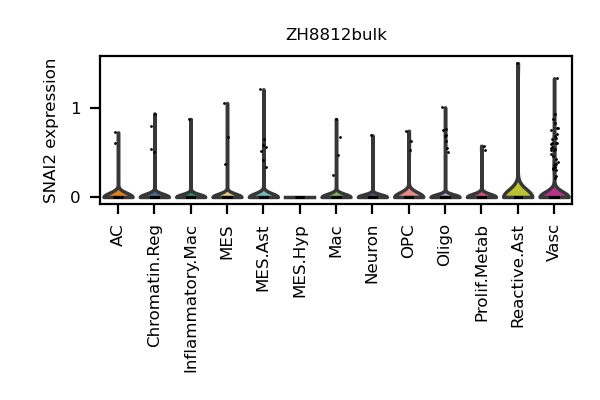 ZH8812bulk
SNAI2 expression
1
0
AC
Chromatin.Reg
Inflammatory.Mac
MES
MES.Ast
MES.Hyp
Mac
Neuron
OPC
Oligo
Prolif.Metab
Reactive.Ast
Vasc